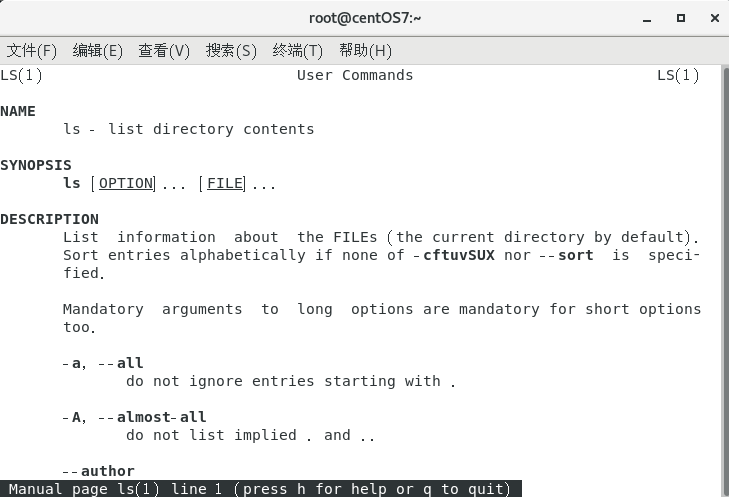 root@centOS7:~
文件(F) 编辑(E) 查看(V) 搜索(S) 终端(T) 帮助(H)
LS(1) User Commands LS(1)
NAME
ls - list directory contents
SYNOPSIS
ls [OPTION]... [FILE]...
DESCRIPTION
List information about the FILEs (the current directory by default).
Sort entries alphabetically if none of -cftuvSUX nor --sort is speci-
fied.
Mandatory arguments to long options are mandatory for short options
too.
-a, --all
do not ignore entries starting with .
-A, --almost-all
do not list implied . and ..
--author
Manual page ls(1) line 1 (press h for help or q to quit)